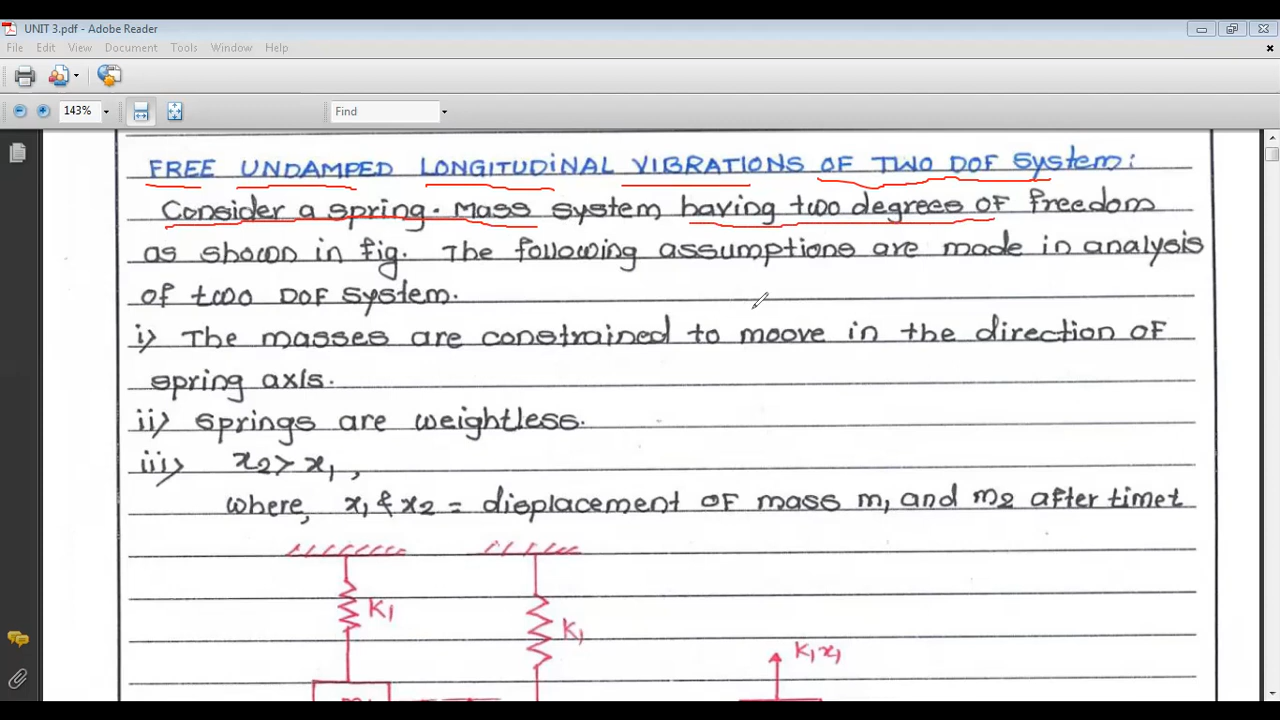 UNIT 3.pdf - Adobe Reader
File Edit View Document Tools Window Help
143% Find
FREE UNDAMPED LONGITUDINAL VIBRATIONS OF TWO DOF System:
Consider a spring. Mass system having two degrees of freedom
as shown in fig. The following assumptions are made in analysis
of two DOF system.
i) The masses are constrained to moove in the direction of
spring axis.
ii) springs are weightless.
iii) x2 > x1,
where, x1 & x2 = displacement of mass m1 and m2 after time t
K1 K1
K1x1